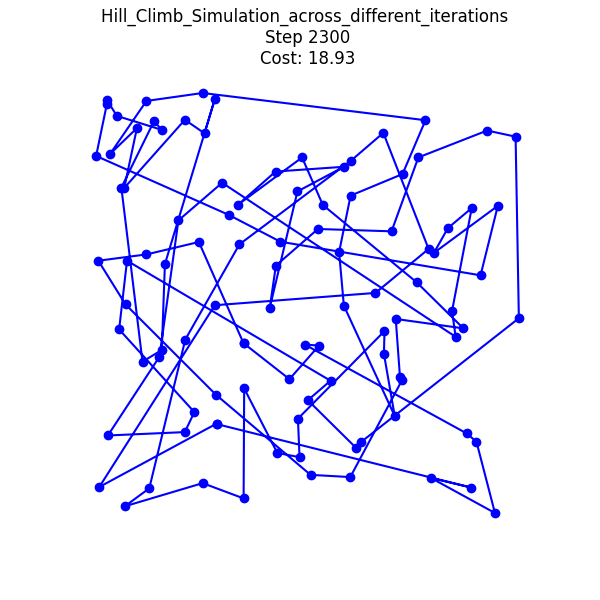 Hill_Climb_Simulation_across_different_iterations
Step 2300
Cost: 18.93